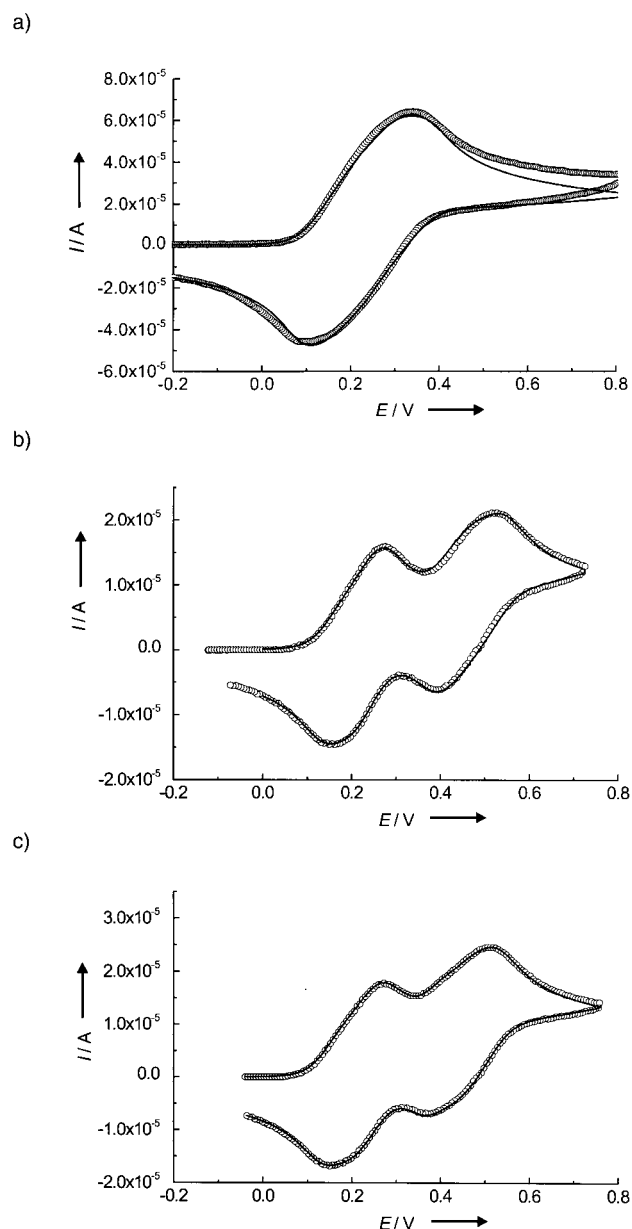 a)
8.0x10⁻⁵
6.0x10⁻⁵
4.0x10⁻⁵
2.0x10⁻⁵
0.0
-2.0x10⁻⁵
-4.0x10⁻⁵
-6.0x10⁻⁵
I / A
-0.2 0.0 0.2 0.4 0.6 0.8
E / V
b)
2.0x10⁻⁵
1.0x10⁻⁵
0.0
-1.0x10⁻⁵
-2.0x10⁻⁵
I / A
-0.2 0.0 0.2 0.4 0.6 0.8
E / V
c)
3.0x10⁻⁵
2.0x10⁻⁵
1.0x10⁻⁵
0.0
-1.0x10⁻⁵
-2.0x10⁻⁵
I / A
-0.2 0.0 0.2 0.4 0.6 0.8
E / V